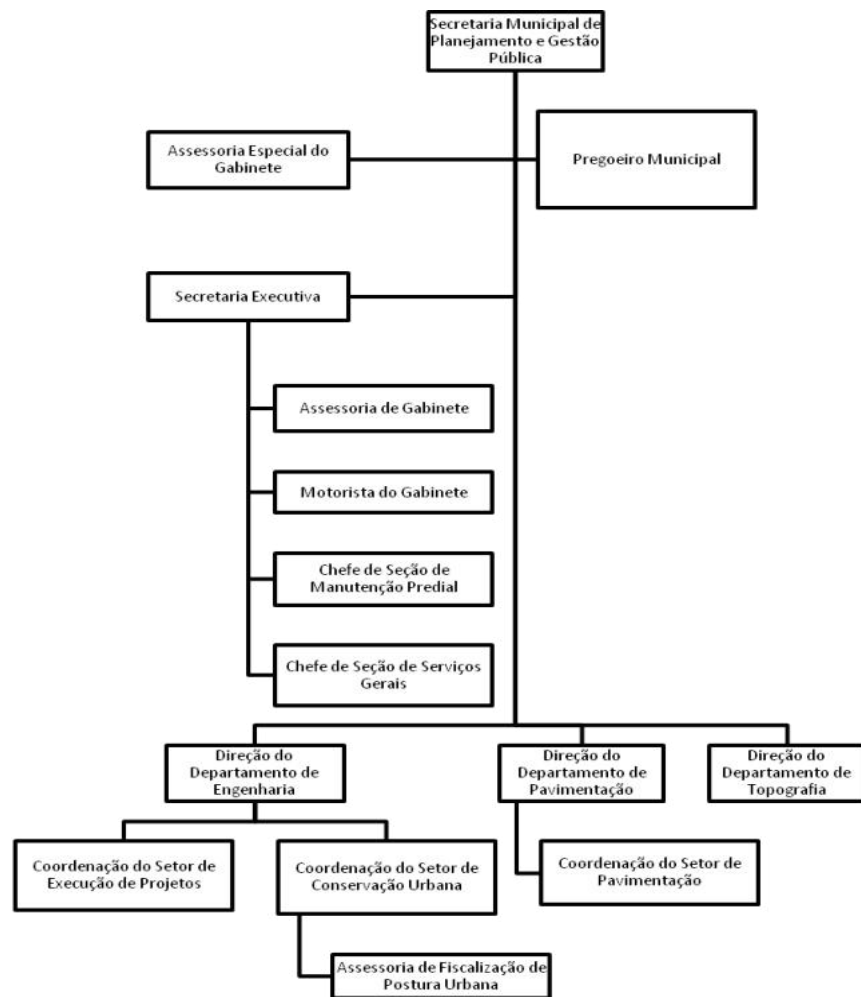 Secretaria Municipal de
Planejamento e Gestão
Pública
Assessoria Especial do
Gabinete
Pregoeiro Municipal
Secretaria Executiva
Assessoria de Gabinete
Motorista do Gabinete
Chefe de Seção de
Manutenção Predial
Chefe de Seção de Serviços
Gerais
Direção do
Departamento de
Engenharia
Direção do
Departamento de
Pavimentação
Direção do
Departamento de
Topografia
Coordenação do Setor de
Execução de Projetos
Coordenação do Setor de
Conservação Urbana
Coordenação do Setor de
Pavimentação
Assessoria de Fiscalização de
Postura Urbana